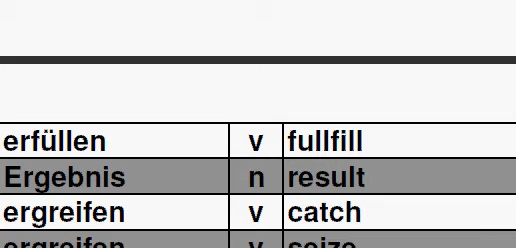 erfüllen v fullfill
Ergebnis n result
ergreifen v catch
ergreifen v seize